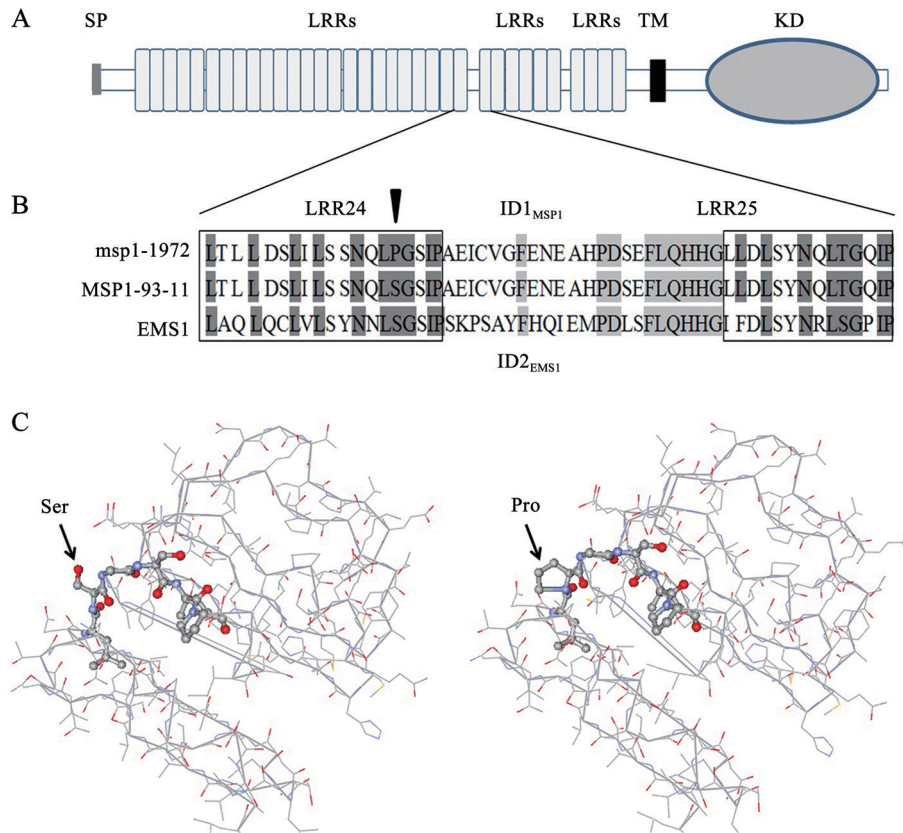 A
SP LRRs LRRs LRRs TM KD
B
LRR24 ID1MSP1 LRR25
msp1-1972 LTLLDSLILSSNQLPGSIPAEICVGFENEAHPDSEFLQHHGLLDLSYNQLTGQIP
MSP1-93-11 LTLLDSLILSSNQLSGSIPAEICVGFENEAHPDSEFLQHHGLLDLSYNQLTGQIP
EMS1 LAQLQCLVLSYNNLSGSIPSKPSAYFHQIEMPDLSFLQHHGIFDLSYNRLSGPIP
ID2EMS1
C
Ser
Pro